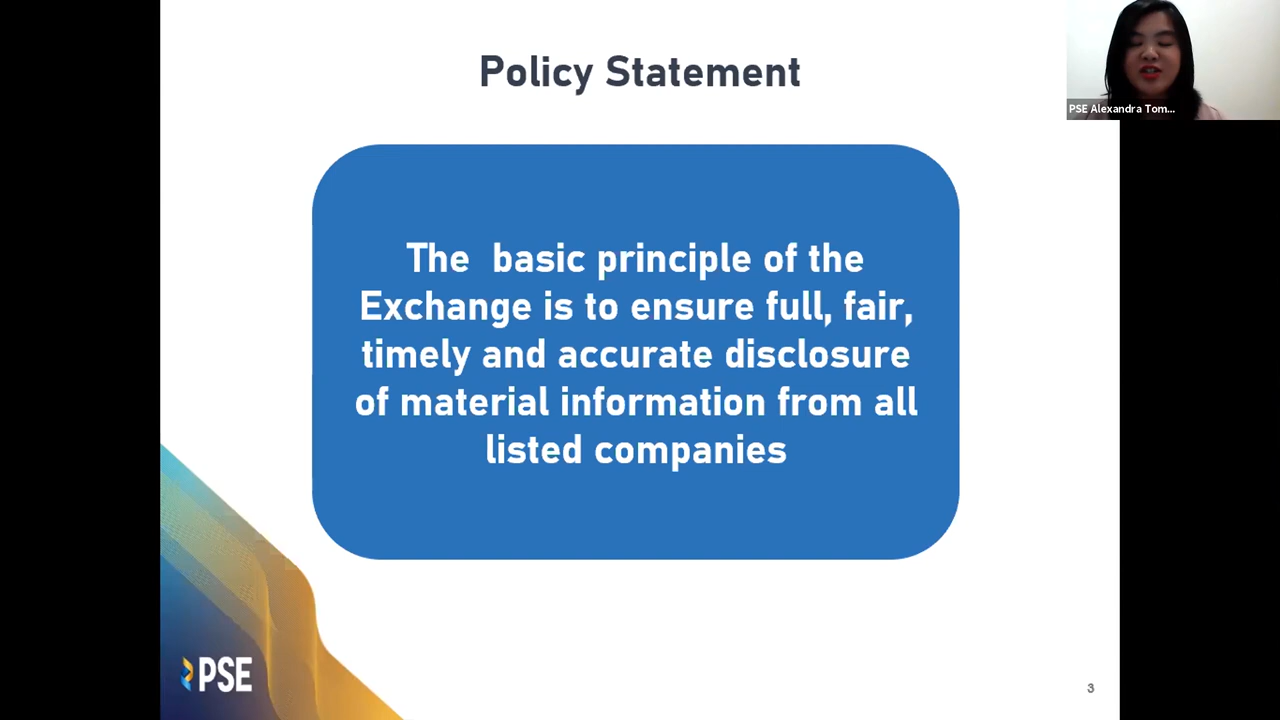 Policy Statement
PSE Alexandra Tom...
The basic principle of the
Exchange is to ensure full, fair,
timely and accurate disclosure
of material information from all
listed companies
PSE
3